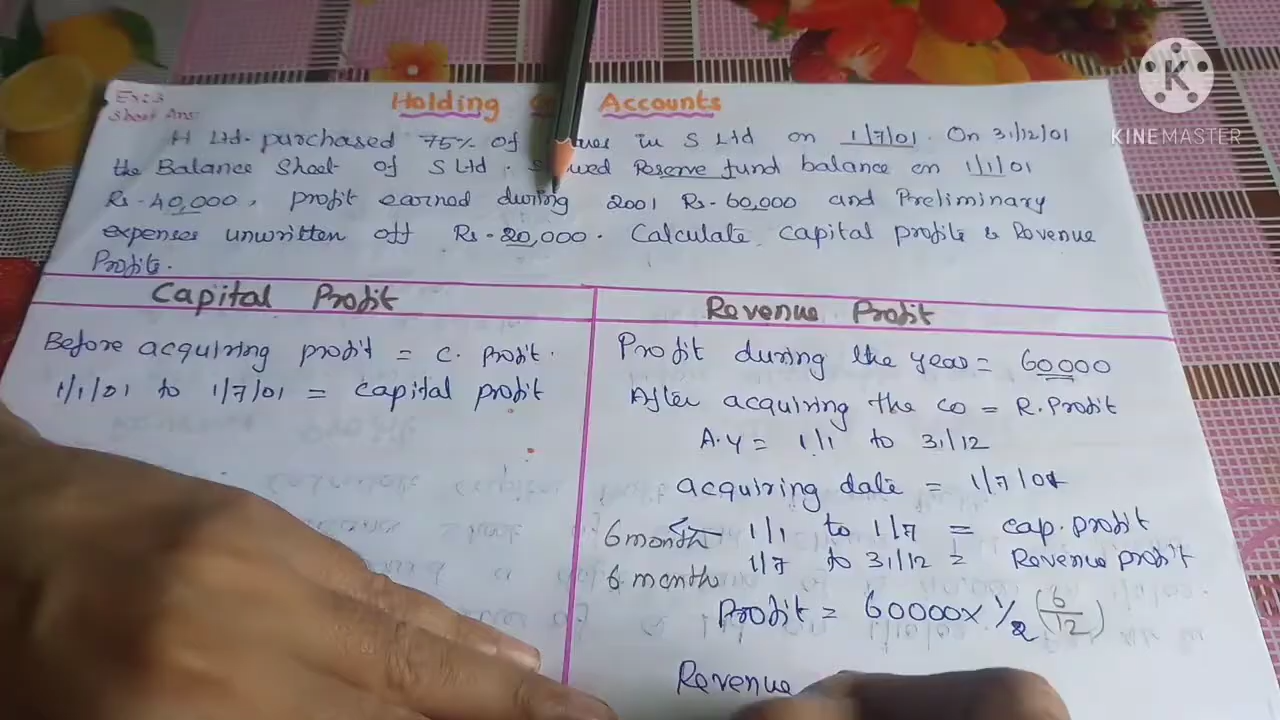 Ex:3
Short Ans:
Holding Accounts
H Ltd. purchased 75% of in S Ltd on 1/7/01. On 31/12/01
the Balance Sheet of S Ltd. Reserve fund balance on 1/1/01
Rs-40,000, profit earned during 2001 Rs-60,000 and Preliminary
expenses unwritten off Rs-20,000. Calculate capital profits & Revenue
Profits.
Capital Profit
Before acquiring profit = C. Profit.
1/1/01 to 1/7/01 = capital profit
Revenue Profit
Profit during the year = 60000
After acquiring the co = R. Profit
A.Y = 1/1 to 31/12
acquiring date = 1/7/01
6 months 1/1 to 1/7 = cap. profit
6 months 1/7 to 31/12 = Revenue profit
Profit = 60000 x 1/2 (6/12)
Revenue
K
KINEMASTER